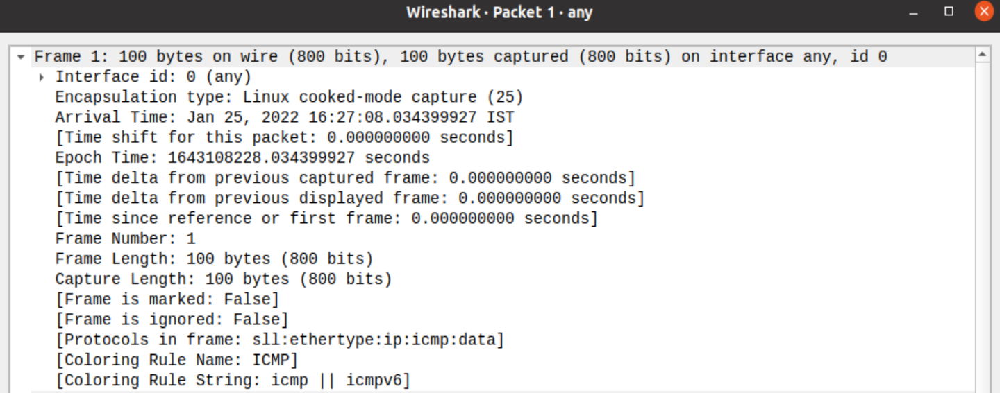 Wireshark · Packet 1 · any
Frame 1: 100 bytes on wire (800 bits), 100 bytes captured (800 bits) on interface any, id 0
Interface id: 0 (any)
Encapsulation type: Linux cooked-mode capture (25)
Arrival Time: Jan 25, 2022 16:27:08.034399927 IST
[Time shift for this packet: 0.000000000 seconds]
Epoch Time: 1643108228.034399927 seconds
[Time delta from previous captured frame: 0.000000000 seconds]
[Time delta from previous displayed frame: 0.000000000 seconds]
[Time since reference or first frame: 0.000000000 seconds]
Frame Number: 1
Frame Length: 100 bytes (800 bits)
Capture Length: 100 bytes (800 bits)
[Frame is marked: False]
[Frame is ignored: False]
[Protocols in frame: sll:ethertype:ip:icmp:data]
[Coloring Rule Name: ICMP]
[Coloring Rule String: icmp || icmpv6]